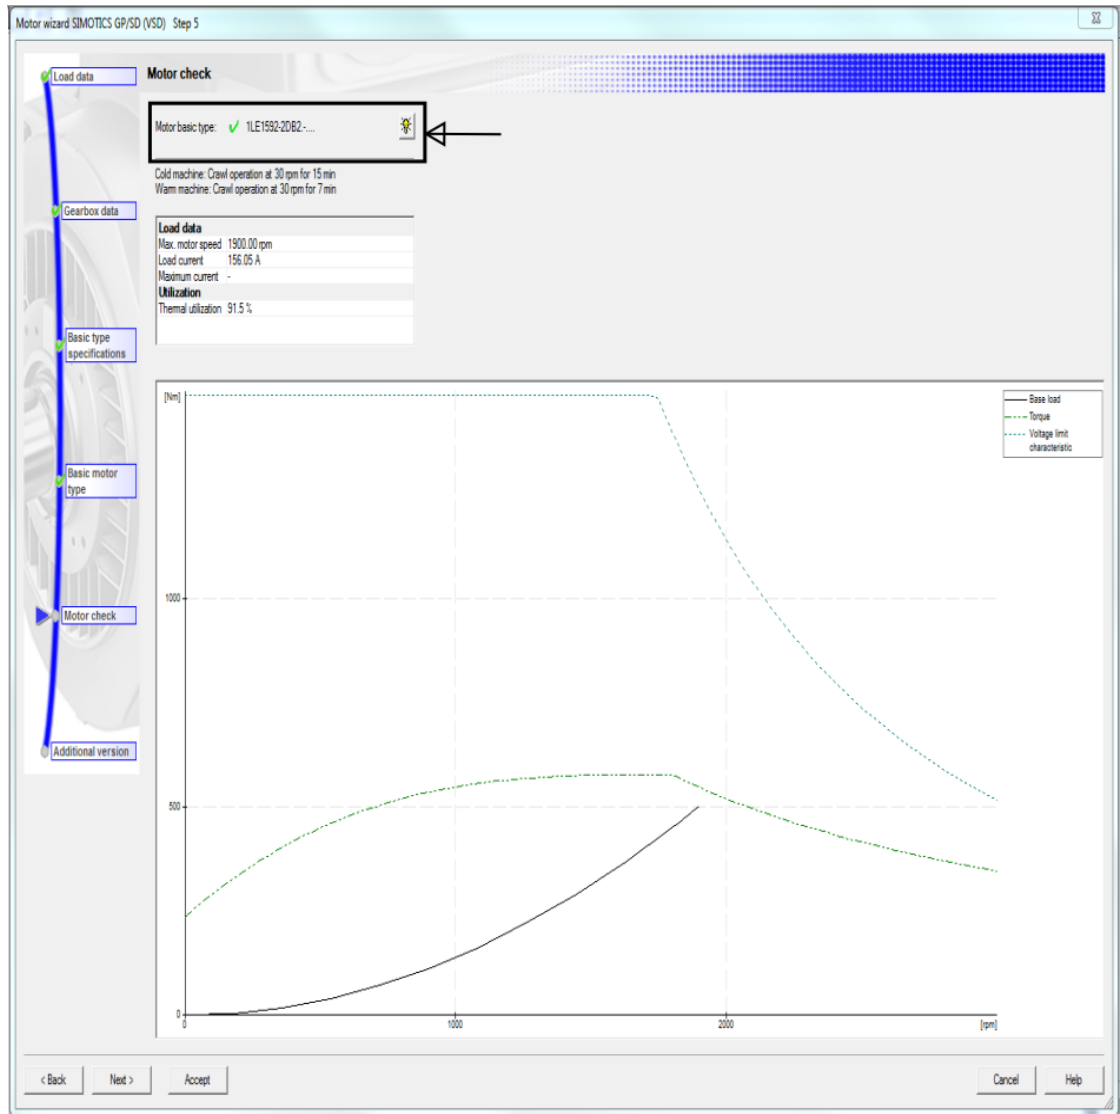 Motor wizard SIMOTICS GP/SD (VSD) Step 5
Load data
Motor check
Motor basic type: 1LE1592-2DB2.-....
Cold machine: Crawl operation at 30 rpm for 15 min
Warm machine: Crawl operation at 30 rpm for 7 min
Gearbox data
Load data
Max. motor speed 1900.00 rpm
Load current 156.05 A
Maximum current -
Utilization
Thermal utilization 91.5 %
Basic type
specifications
[Nm]
Base load
Torque
Voltage limit
characteristic
Basic motor
type
1000
Motor check
Additional version
500
0
0 1000 2000 [rpm]
< Back Next > Accept Cancel Help